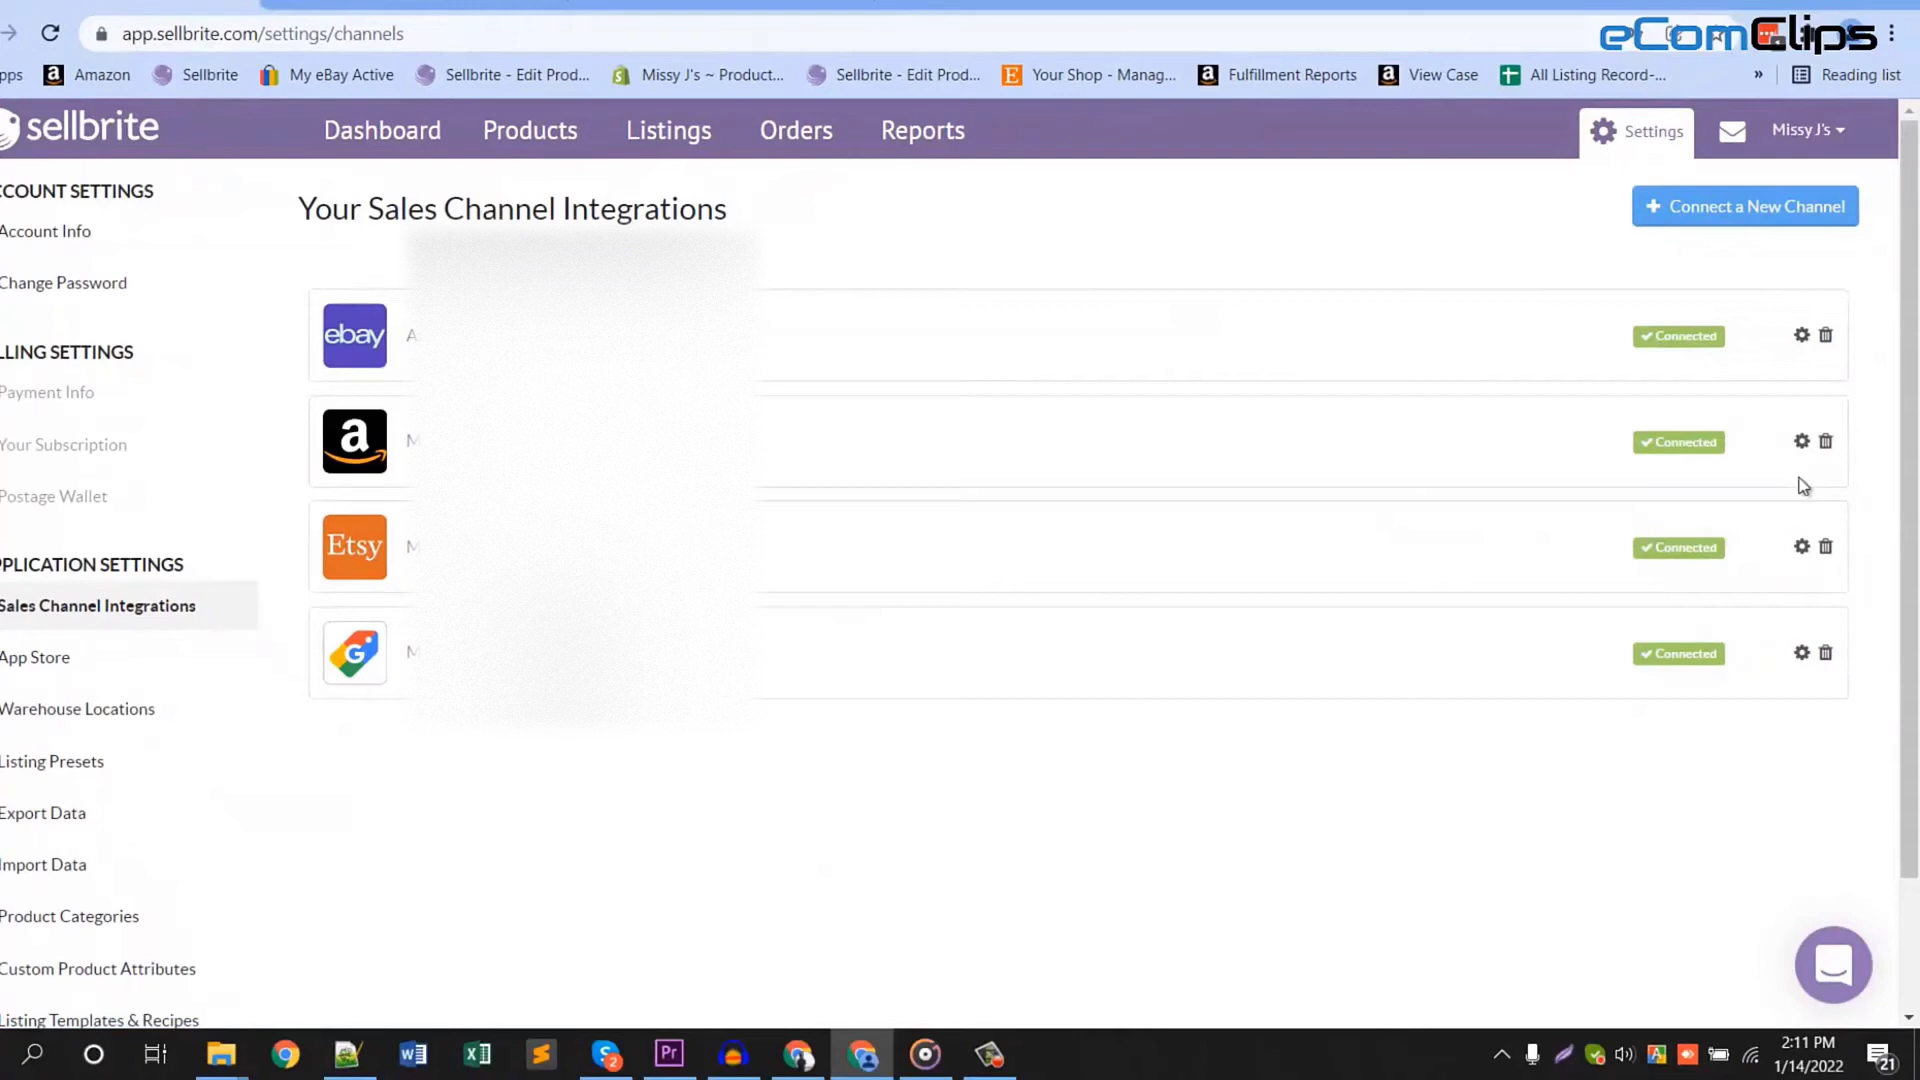 eComClips
app.sellbrite.com/settings/channels
Amazon
Sellbrite
My eBay Active
Sellbrite - Edit Prod...
Missy J's ~ Product...
Sellbrite - Edit Prod...
Your Shop - Manag...
Fulfillment Reports
View Case
All Listing Record-...
»
Reading list
sellbrite
Dashboard
Products
Listings
Orders
Reports
Settings
Missy J's
CCOUNT SETTINGS
Account Info
Change Password
LLING SETTINGS
Payment Info
Your Subscription
Postage Wallet
PPLICATION SETTINGS
Sales Channel Integrations
App Store
Warehouse Locations
Listing Presets
Export Data
Import Data
Product Categories
Custom Product Attributes
Listing Templates & Recipes
Your Sales Channel Integrations
+ Connect a New Channel
ebay
A
✓ Connected
a
M
✓ Connected
Etsy
M
✓ Connected
G
M
✓ Connected
2:11 PM
1/14/2022
21